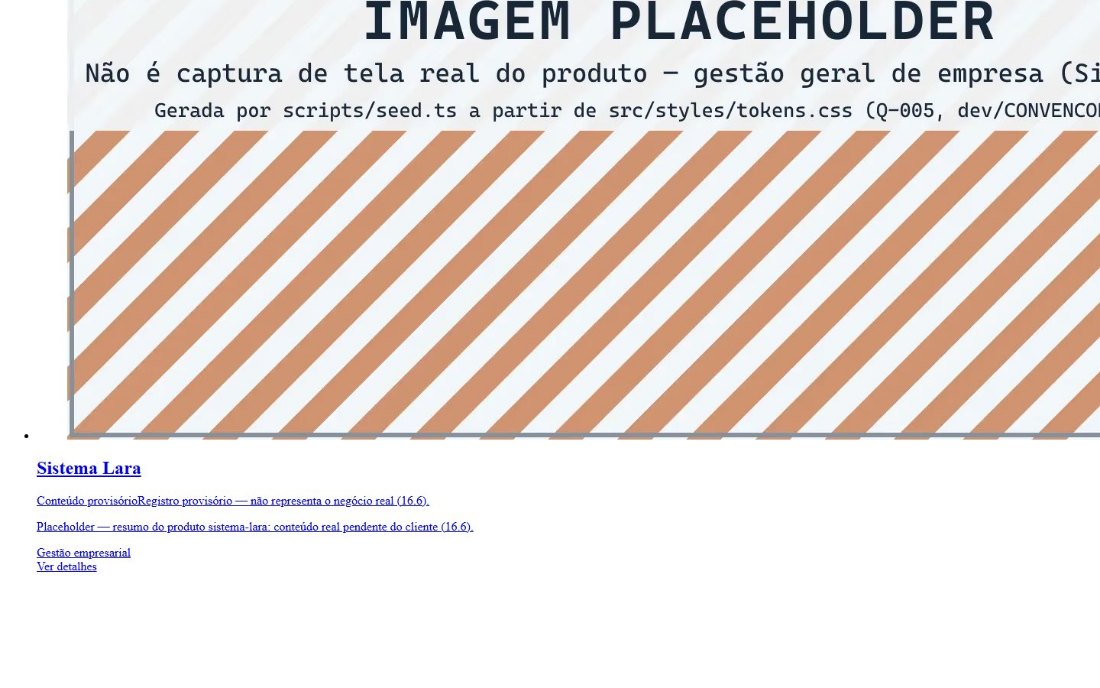 IMAGEM PLACEHOLDER
Não é captura de tela real do produto — gestão geral de empresa (Si
Gerada por scripts/seed.ts a partir de src/styles/tokens.css (Q-005, dev/CONVENCO
Sistema Lara
Conteúdo provisórioRegistro provisório — não representa o negócio real (16.6).
Placeholder — resumo do produto sistema-lara: conteúdo real pendente do cliente (16.6).
Gestão empresarial
Ver detalhes